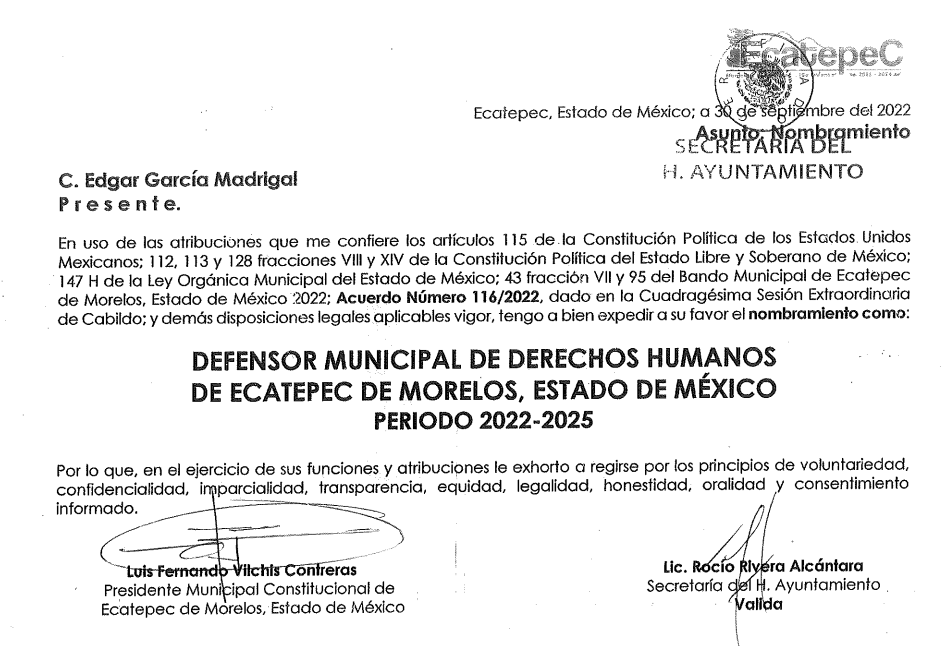 EcatepeC
Ecatepec, Estado de México; a 30 de septiembre del 2022
Asunto: Nombramiento
SECRETARÍA DEL
H. AYUNTAMIENTO
C. Edgar García Madrigal
Presente.
En uso de las atribuciones que me confiere los artículos 115 de la Constitución Política de los Estados Unidos
Mexicanos; 112, 113 y 128 fracciones VIII y XIV de la Constitución Política del Estado Libre y Soberano de México;
147 H de la Ley Orgánica Municipal del Estado de México; 43 fracción VII y 95 del Bando Municipal de Ecatepec
de Morelos, Estado de México 2022; Acuerdo Número 116/2022, dado en la Cuadragésima Sesión Extraordinaria
de Cabildo; y demás disposiciones legales aplicables vigor, tengo a bien expedir a su favor el nombramiento como:
DEFENSOR MUNICIPAL DE DERECHOS HUMANOS
DE ECATEPEC DE MORELOS, ESTADO DE MÉXICO
PERIODO 2022-2025
Por lo que, en el ejercicio de sus funciones y atribuciones le exhorto a regirse por los principios de voluntariedad,
confidencialidad, imparcialidad, transparencia, equidad, legalidad, honestidad, oralidad y consentimiento
informado.
Luis Fernando Vilchis Contreras
Presidente Municipal Constitucional de
Ecatepec de Morelos, Estado de México
Lic. Rocío Rivera Alcántara
Secretaría del H. Ayuntamiento
Valida